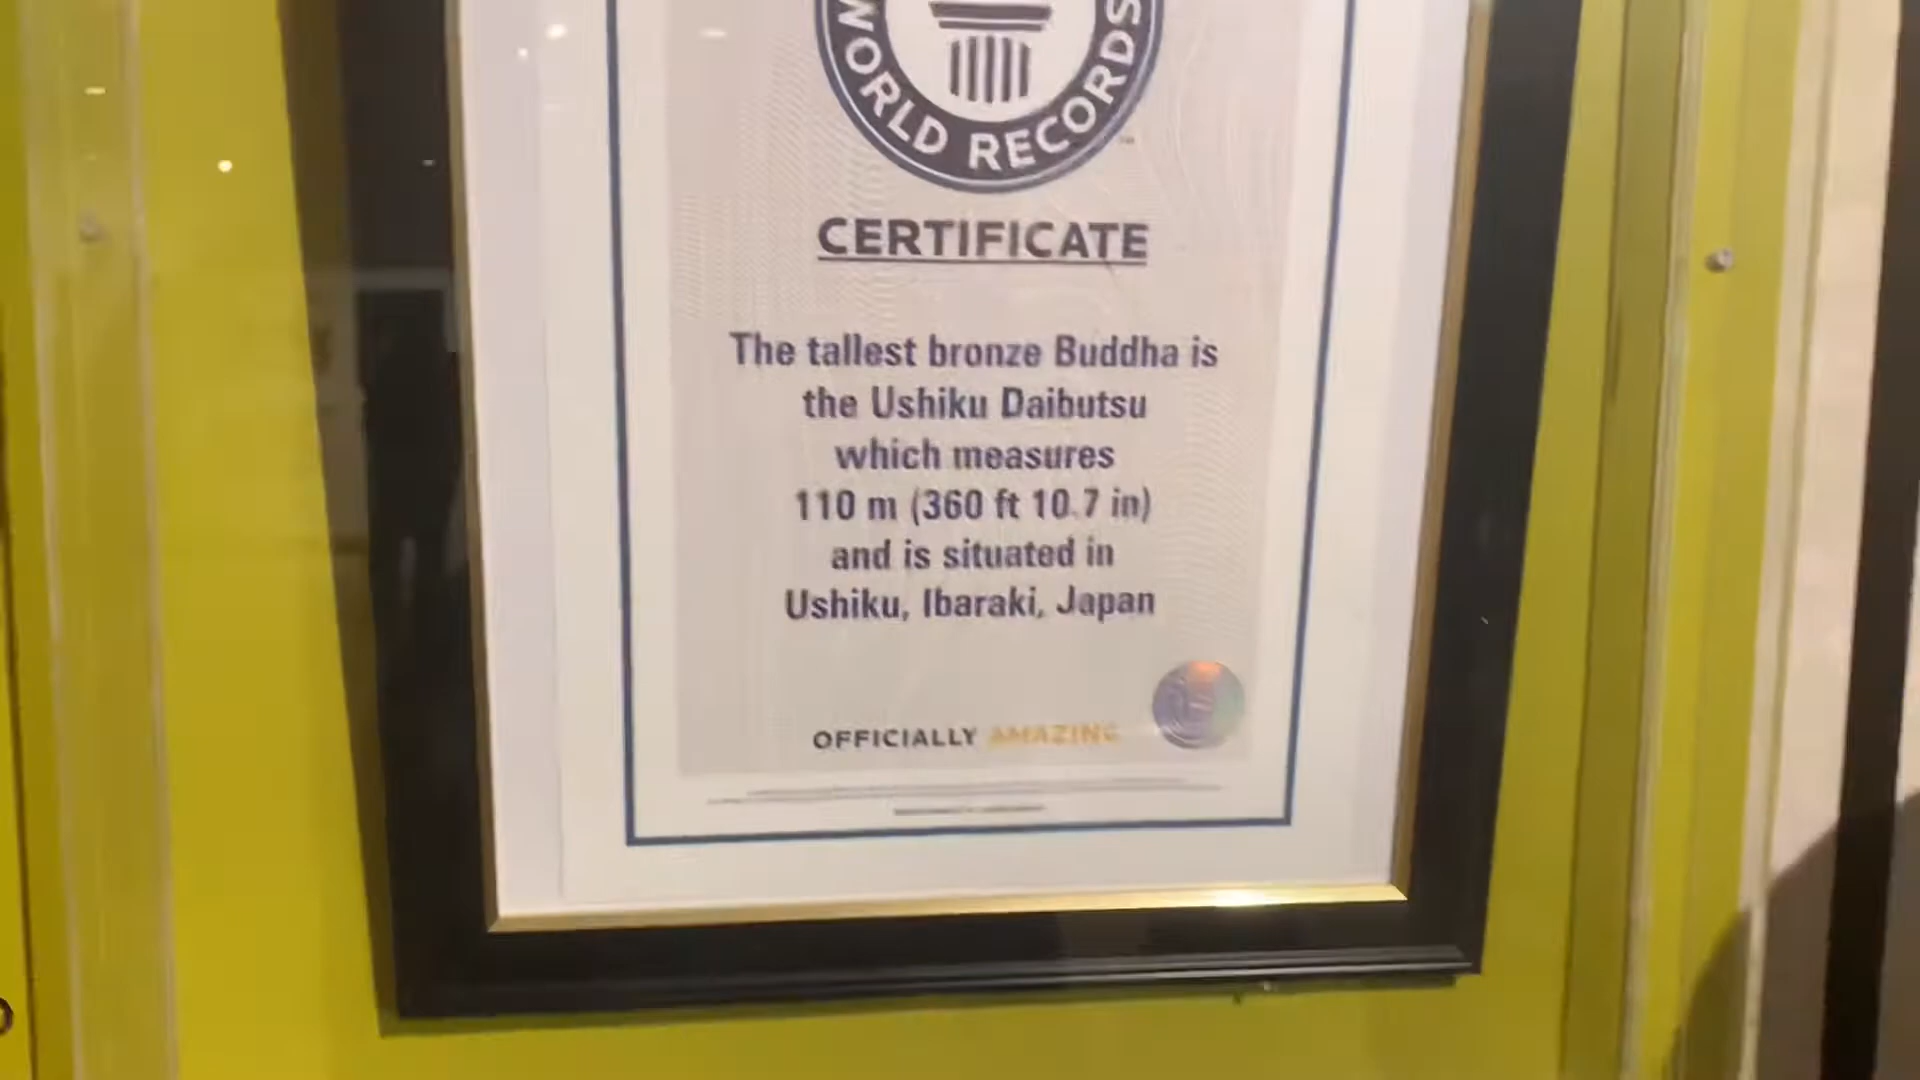 WORLD RECORDS
CERTIFICATE
The tallest bronze Buddha is
the Ushiku Daibutsu
which measures
110 m (360 ft 10.7 in)
and is situated in
Ushiku, Ibaraki, Japan
OFFICIALLY AMAZING